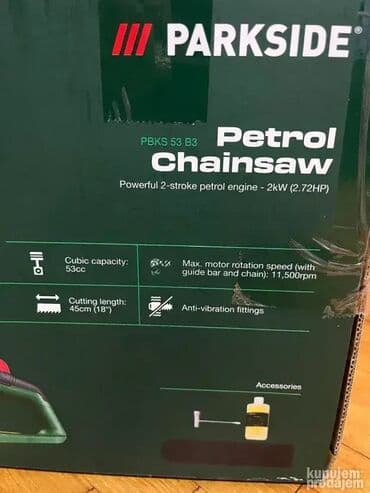 PARKSIDE®
PBKS 53 B3 Petrol
Chainsaw
Powerful 2-stroke petrol engine - 2kW (2.72HP)
Cubic capacity:
53cc
Max. motor rotation speed (with
guide bar and chain): 11,500rpm
Cutting length:
45cm (18")
Anti-vibration fittings
Accessories
kupujem
prodajem